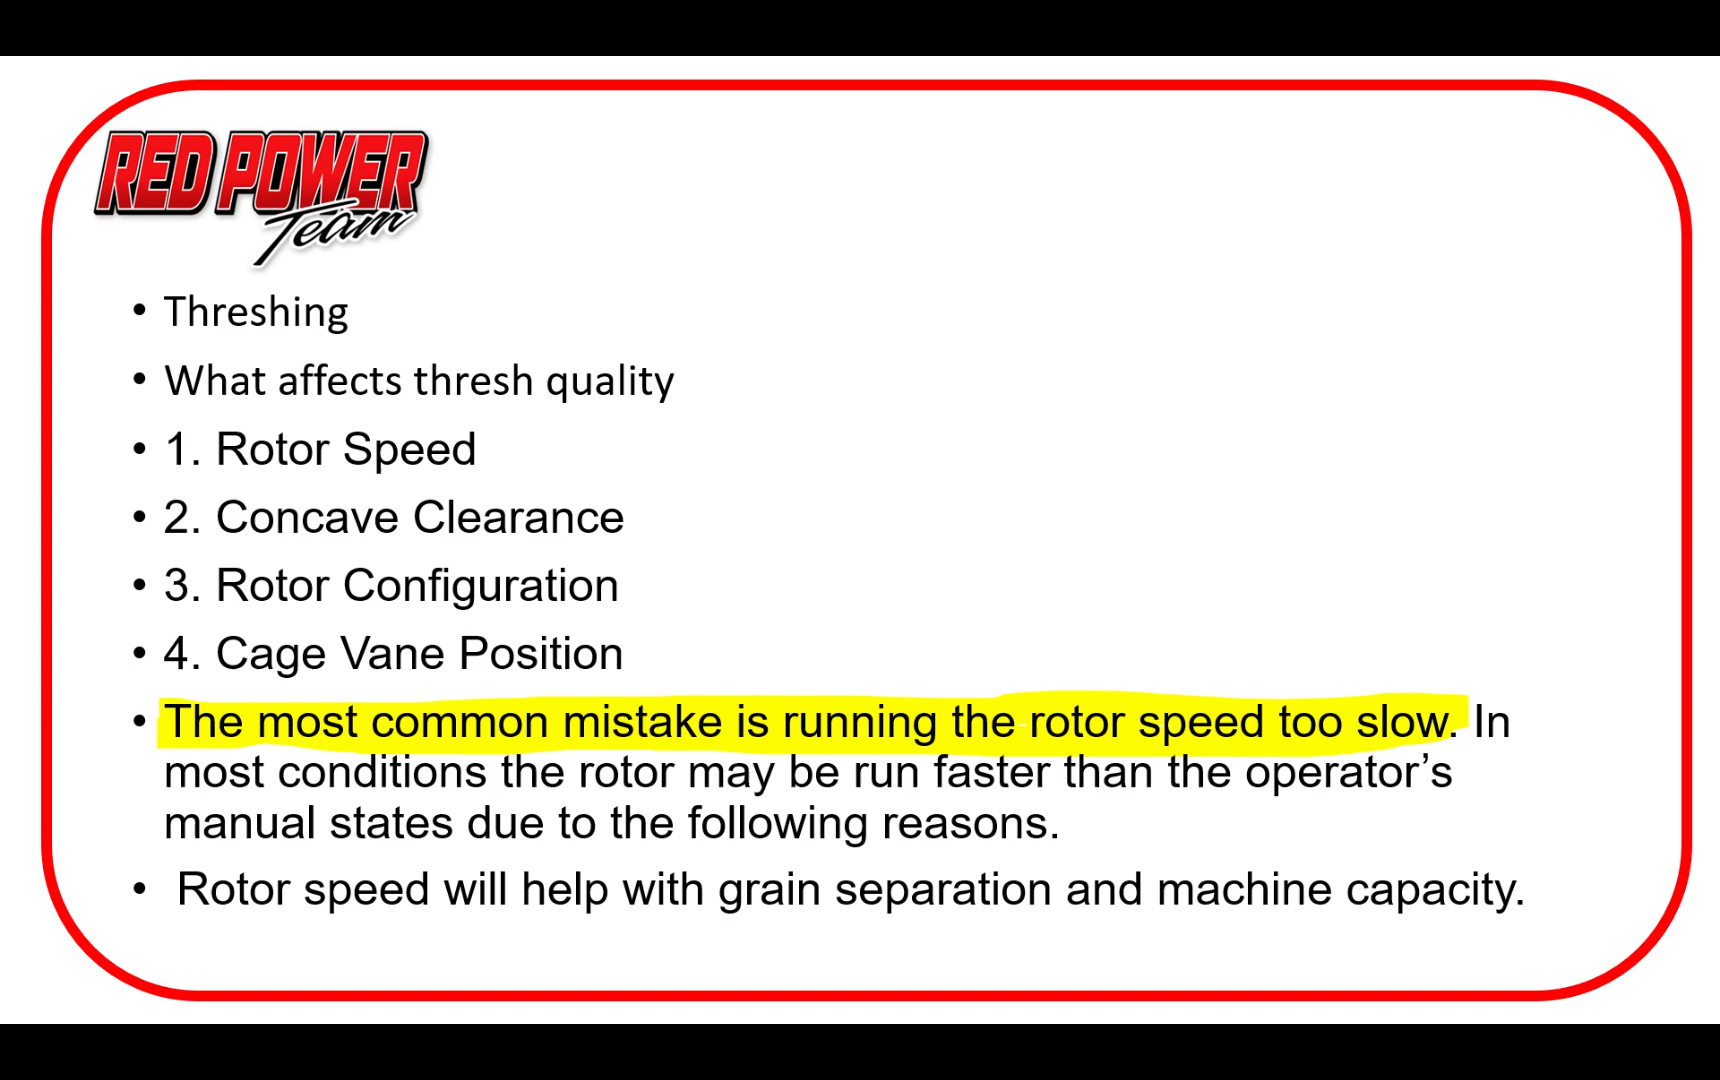 RED POWER
Team
• Threshing
• What affects thresh quality
• 1. Rotor Speed
• 2. Concave Clearance
• 3. Rotor Configuration
• 4. Cage Vane Position
• The most common mistake is running the rotor speed too slow. In
most conditions the rotor may be run faster than the operator’s
manual states due to the following reasons.
• Rotor speed will help with grain separation and machine capacity.